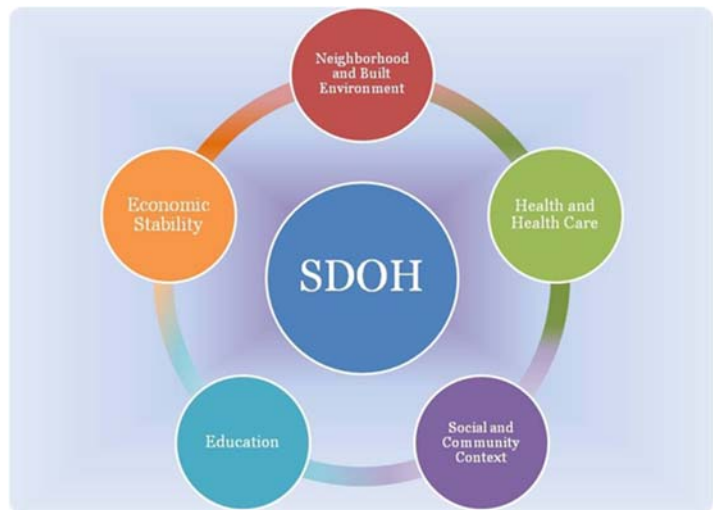 Neighborhood
and Built
Environment
Economic
Stability
Health and
Health Care
SDOH
Education
Social and
Community
Context